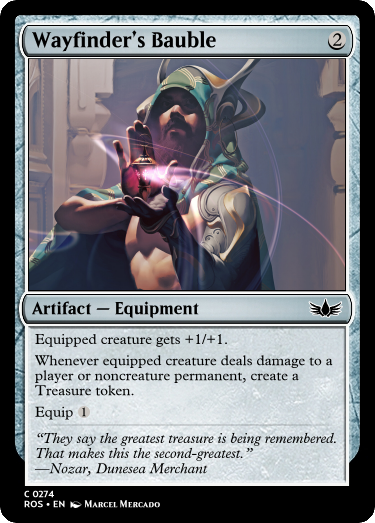 Wayfinder's Bauble 2
Artifact — Equipment
Equipped creature gets +1/+1.
Whenever equipped creature deals damage to a
player or noncreature permanent, create a
Treasure token.
Equip 1
“They say the greatest treasure is being remembered.
That makes this the second-greatest.”
—Nozar, Dunesea Merchant
C 0274
ROS • EN Marcel Mercado